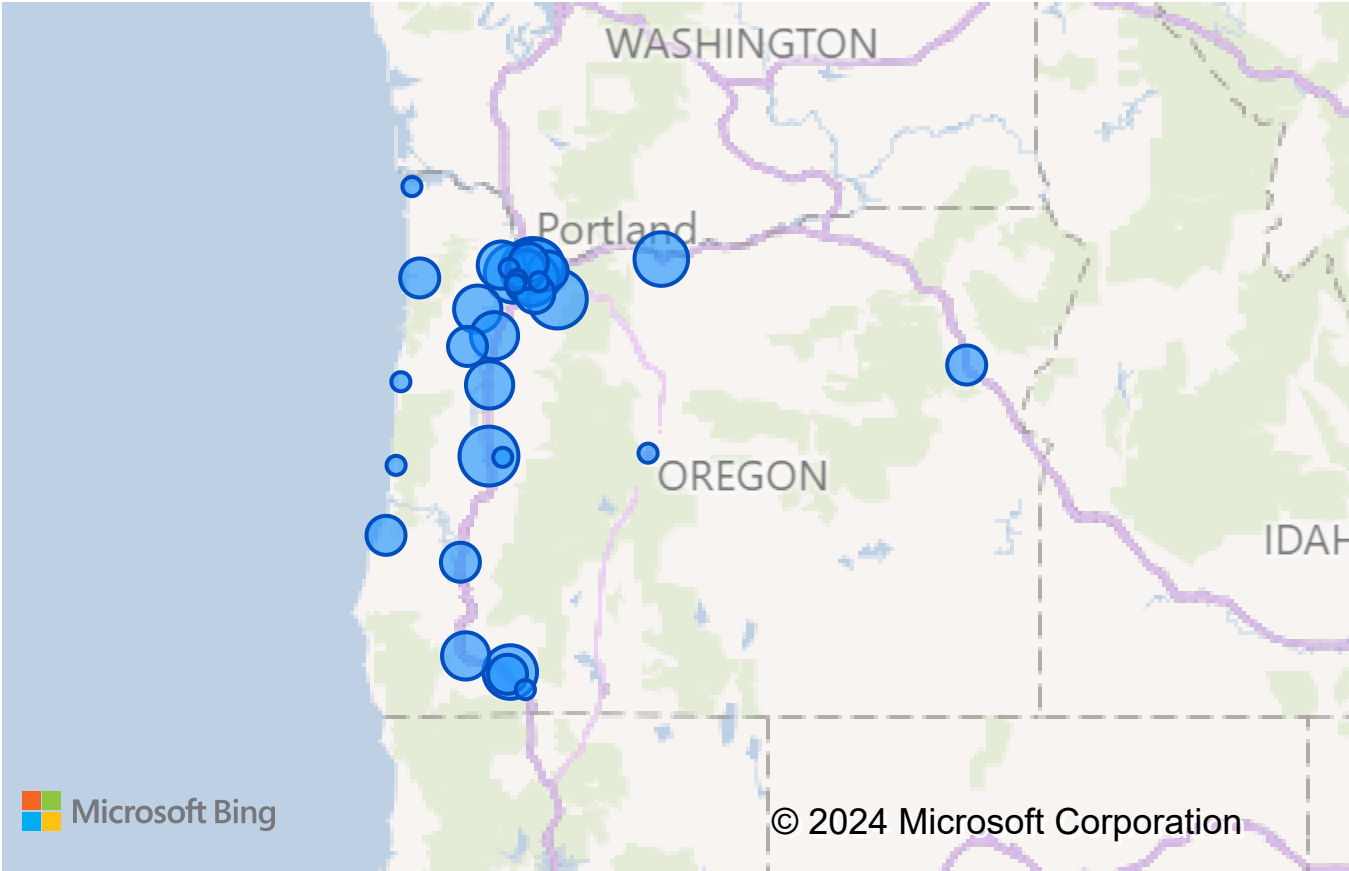 WASHINGTON
Portland
OREGON
IDAH
Microsoft Bing
© 2024 Microsoft Corporation